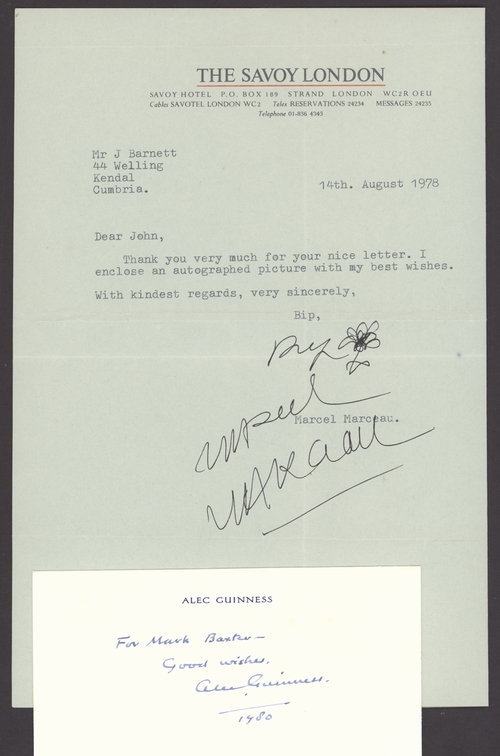 THE SAVOY LONDON
SAVOY HOTEL P.O. BOX 189 STRAND LONDON WC2R OEU
Cables SAVOTEL LONDON WC2 Telex RESERVATIONS 24234 MESSAGES 24235
Telephone 01-836 4343
Mr J Barnett
44 Welling
Kendal
Cumbria.
14th. August 1978
Dear John,
Thank you very much for your nice letter. I
enclose an autographed picture with my best wishes.
With kindest regards, very sincerely,
Bip,
Bip
Marcel
Marcel Marceau.
MARCEAU
ALEC GUINNESS
For Mark Baxter—
Good wishes,
Alec Guinness.
1980